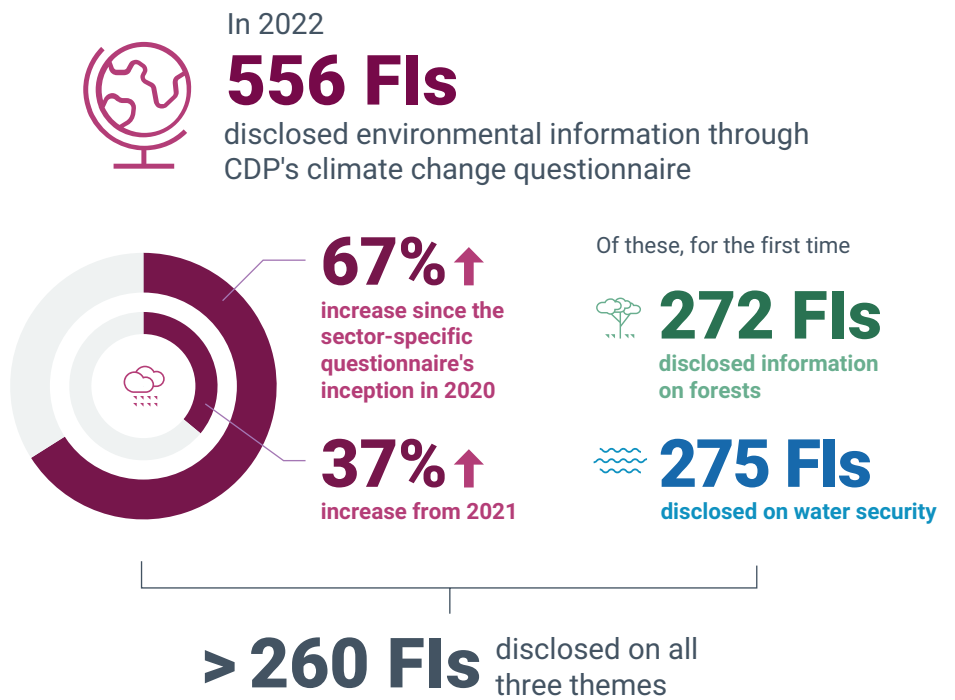 In 2022
556 FIs
disclosed environmental information through
CDP's climate change questionnaire
67%
increase since the
sector-specific
questionnaire's
inception in 2020
37%
increase from 2021
Of these, for the first time
272 FIs
disclosed information
on forests
275 FIs
disclosed on water security
> 260 FIs
disclosed on all
three themes